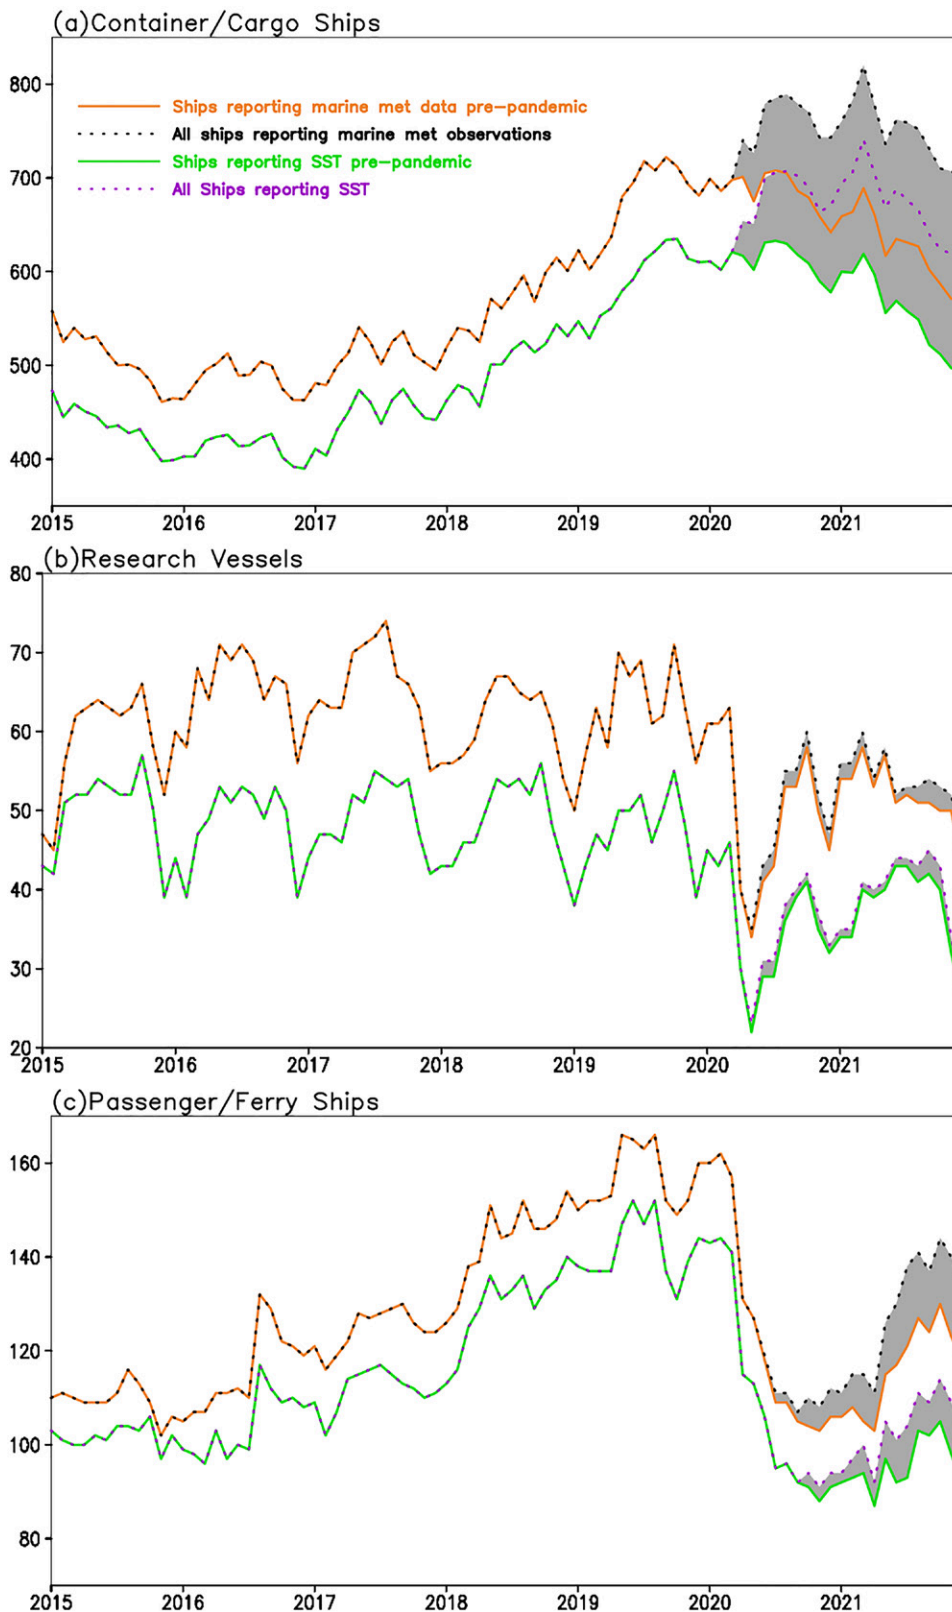 (a)Container/Cargo Ships
800
700
600
500
400
Ships reporting marine met data pre-pandemic
All ships reporting marine met observations
Ships reporting SST pre-pandemic
All Ships reporting SST
2015 2016 2017 2018 2019 2020 2021
(b)Research Vessels
80
70
60
50
40
30
20
2015 2016 2017 2018 2019 2020 2021
(c)Passenger/Ferry Ships
160
140
120
100
80
2015 2016 2017 2018 2019 2020 2021